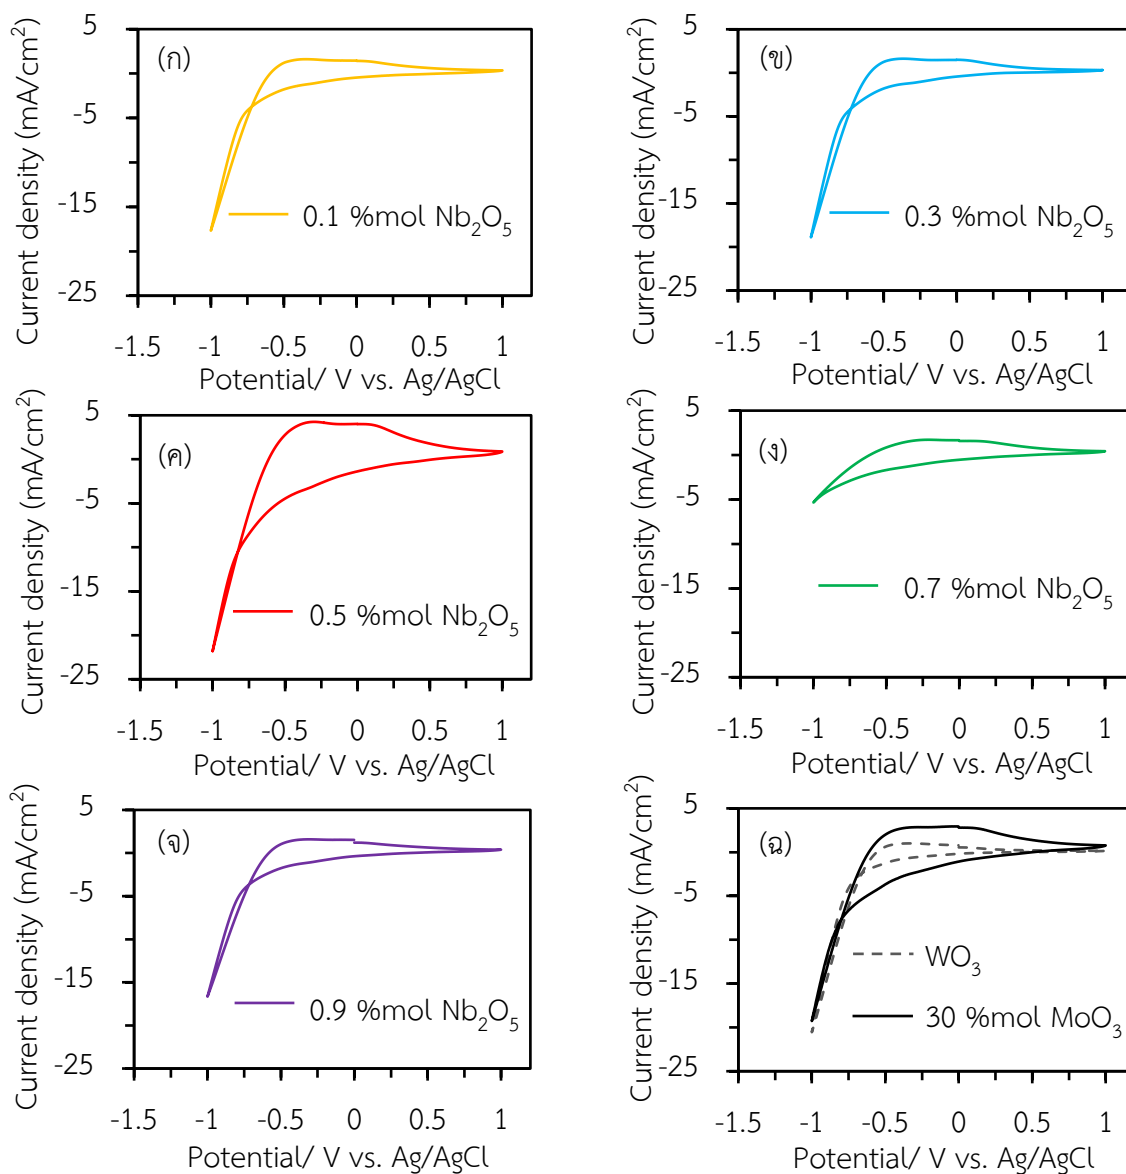 (ก)
5
-5
-15
-25
Current density (mA/cm²)
0.1 %mol Nb₂O₅
-1.5 -1 -0.5 0 0.5 1
Potential/ V vs. Ag/AgCl
(ข)
5
-5
-15
-25
Current density (mA/cm²)
0.3 %mol Nb₂O₅
-1.5 -1 -0.5 0 0.5 1
Potential/ V vs. Ag/AgCl
(ค)
5
-5
-15
-25
Current density (mA/cm²)
0.5 %mol Nb₂O₅
-1.5 -1 -0.5 0 0.5 1
Potential/ V vs. Ag/AgCl
(ง)
5
-5
-15
-25
Current density (mA/cm²)
0.7 %mol Nb₂O₅
-1.5 -1 -0.5 0 0.5 1
Potential/ V vs. Ag/AgCl
(จ)
5
-5
-15
-25
Current density (mA/cm²)
0.9 %mol Nb₂O₅
-1.5 -1 -0.5 0 0.5 1
Potential/ V vs. Ag/AgCl
(ฉ)
5
-5
-15
-25
Current density (mA/cm²)
WO₃
30 %mol MoO₃
-1.5 -1 -0.5 0 0.5 1
Potential/ V vs. Ag/AgCl